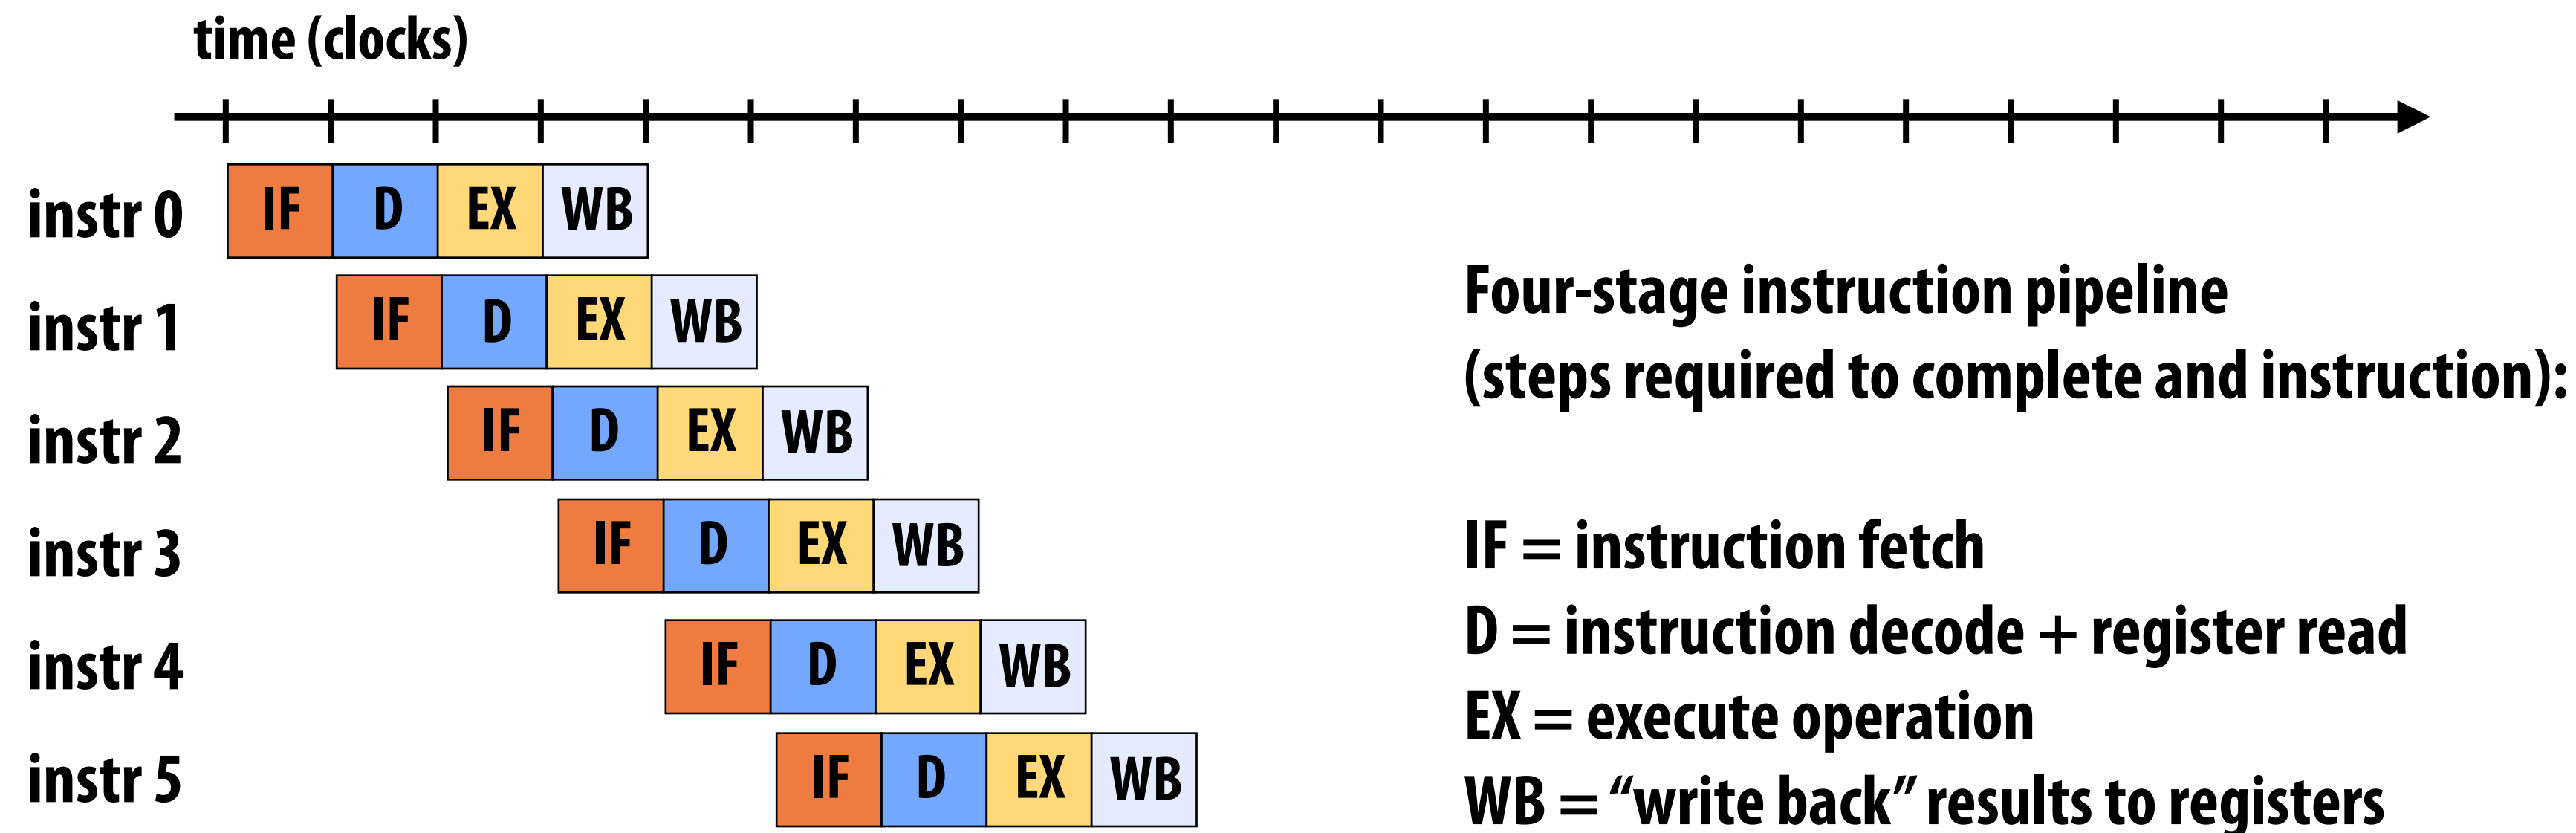 time (clocks)
instr 0 IF D EX WB
instr 1 IF D EX WB
instr 2 IF D EX WB
instr 3 IF D EX WB
instr 4 IF D EX WB
instr 5 IF D EX WB
Four-stage instruction pipeline
(steps required to complete and instruction):
IF = instruction fetch
D = instruction decode + register read
EX = execute operation
WB = “write back” results to registers